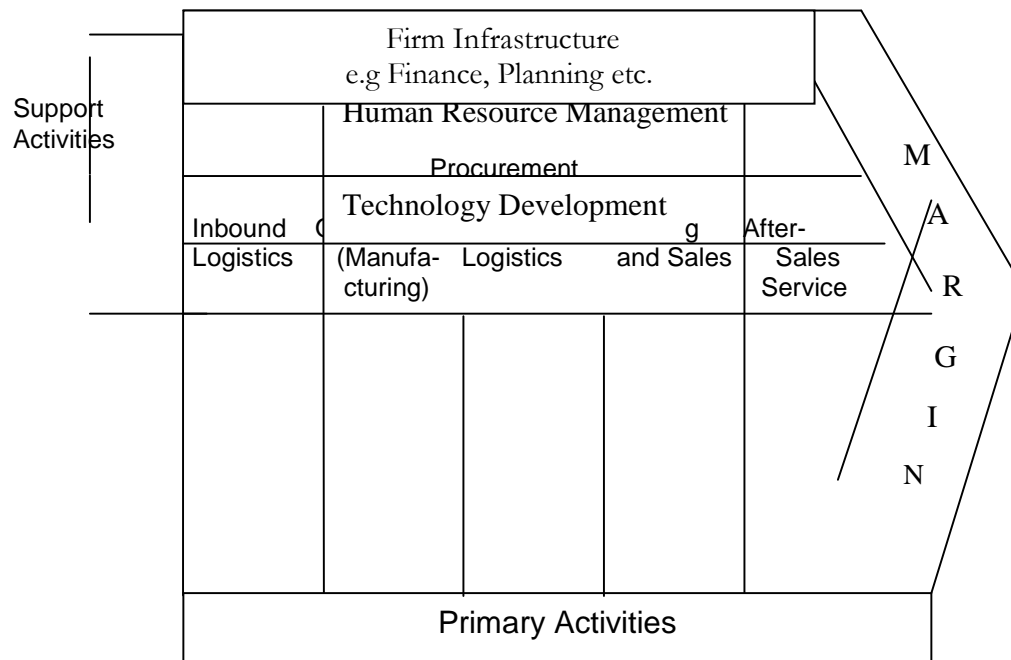 Firm Infrastructure
e.g Finance, Planning etc.
Support
Activities
Human Resource Management
Procurement
Technology Development
Inbound g After-
Logistics (Manufa- Logistics and Sales Sales
cturing) Service
M
A
R
G
I
N
Primary Activities